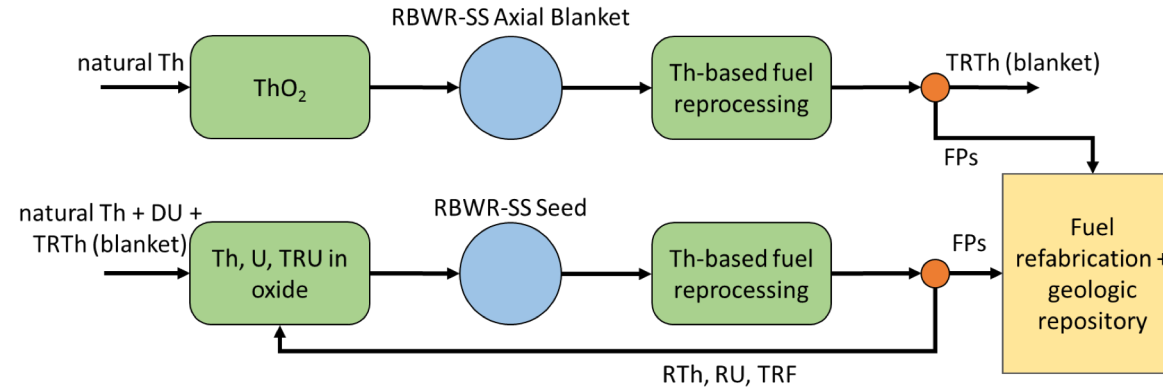 RBWR-SS Axial Blanket
natural Th
ThO2
Th-based fuel
reprocessing
TRTh (blanket)
FPs
natural Th + DU +
TRTh (blanket)
Th, U, TRU in
oxide
RBWR-SS Seed
Th-based fuel
reprocessing
FPs
RTh, RU, TRF
Fuel
refabrication +
geologic
repository